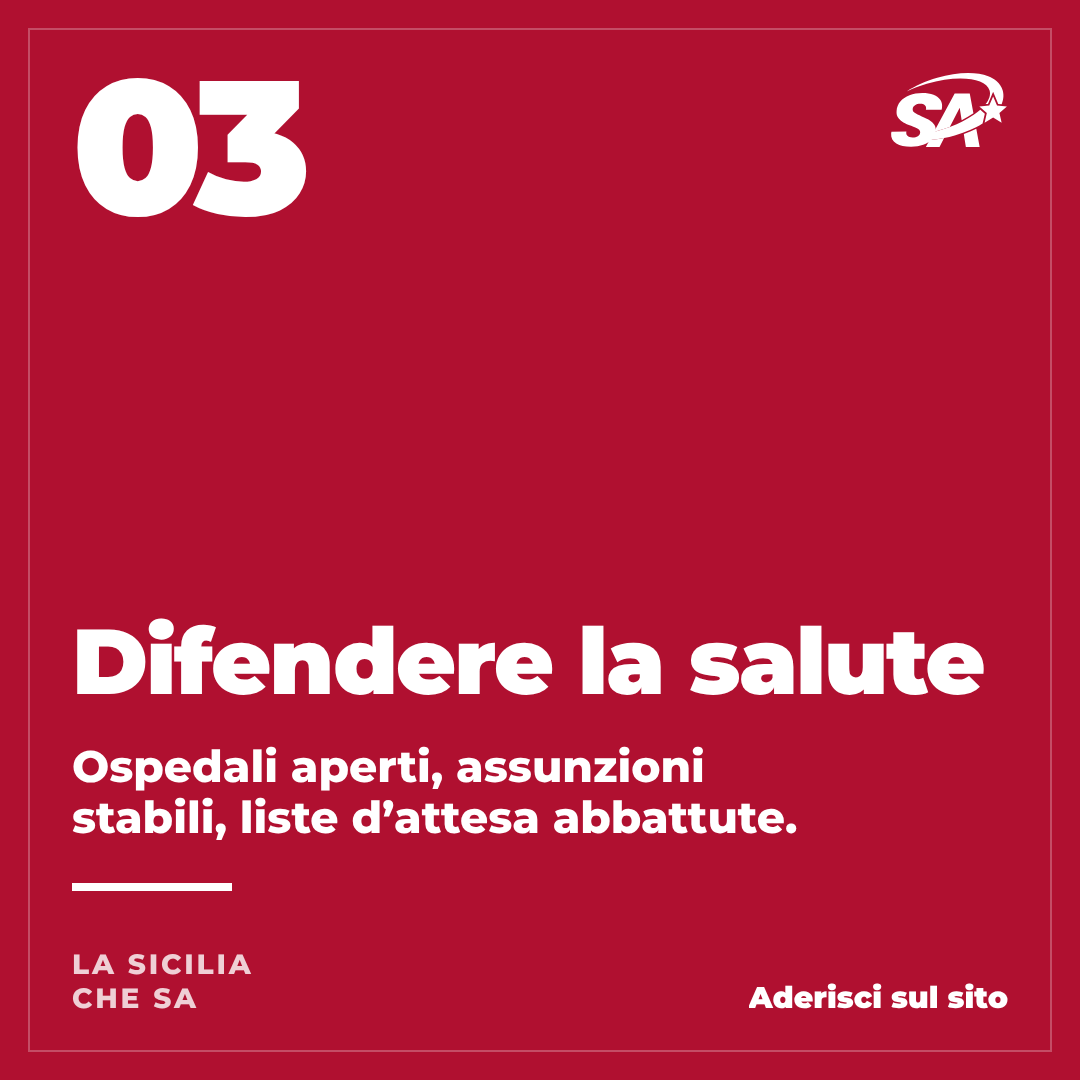 03
SA
Difendere la salute
Ospedali aperti, assunzioni
stabili, liste d’attesa abbattute.
LA SICILIA
CHE SA
Aderisci sul sito